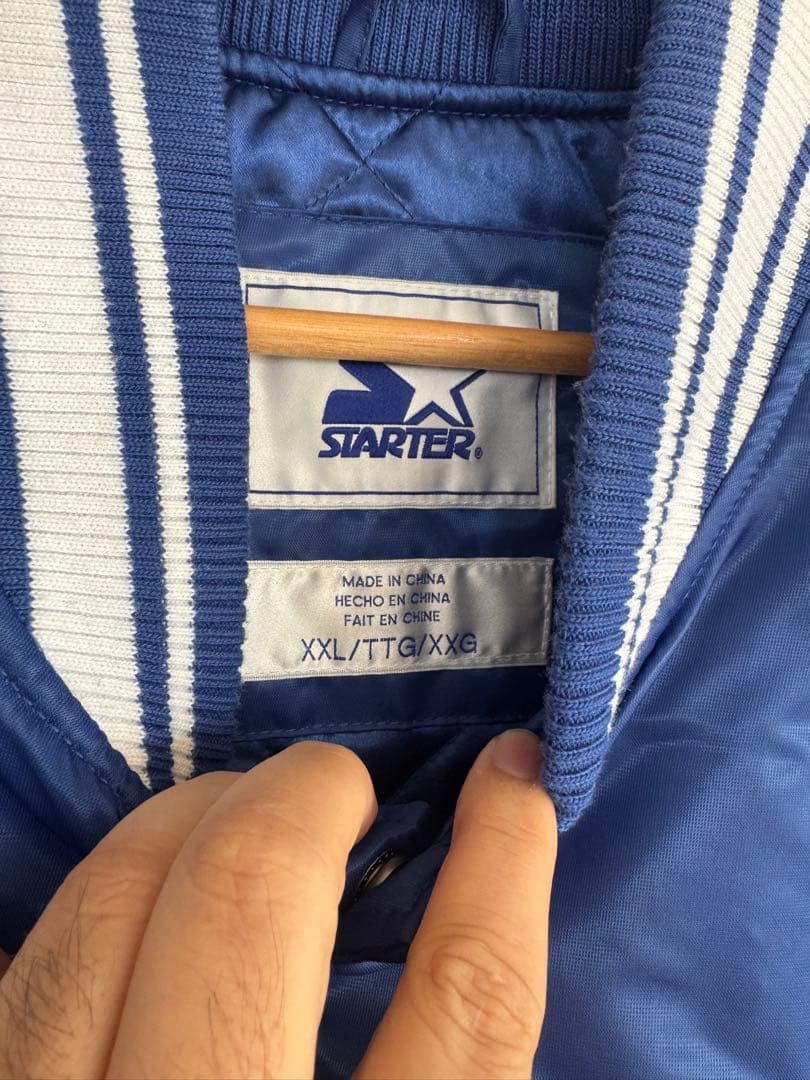 STARTER®
MADE IN CHINA
HECHO EN CHINA
FAIT EN CHINE
XXL/TTG/XXG